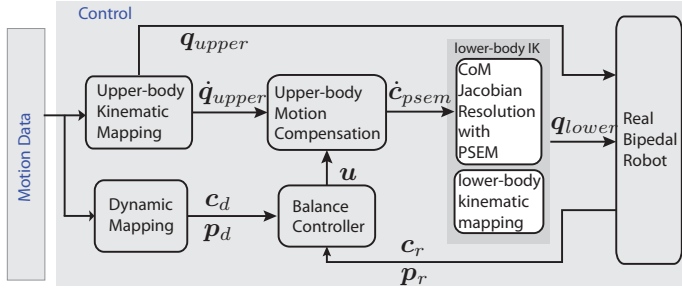 Control
Motion Data
q_upper
Upper-body
Kinematic
Mapping
q̇_upper
Upper-body
Motion
Compensation
ċ_psem
lower-body IK
CoM
Jacobian
Resolution
with
PSEM
lower-body
kinematic
mapping
q_lower
Real
Bipedal
Robot
Dynamic
Mapping
c_d
p_d
u
Balance
Controller
c_r
p_r